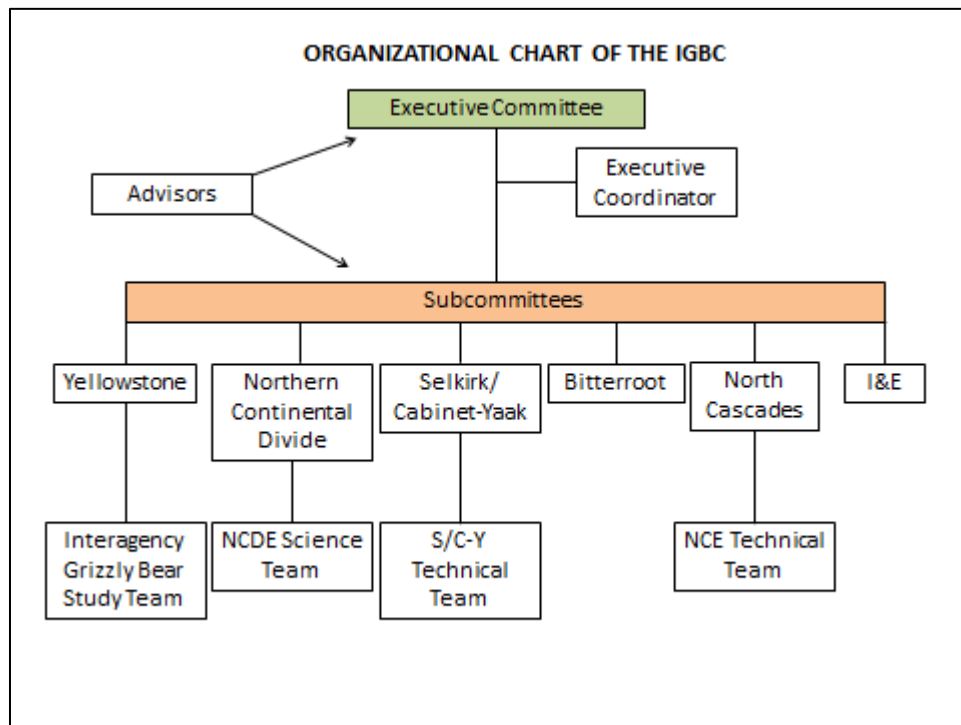 ORGANIZATIONAL CHART OF THE IGBC
Executive Committee
Advisors
Executive
Coordinator
Subcommittees
Yellowstone
Northern
Continental
Divide
Selkirk/
Cabinet-Yaak
Bitterroot
North
Cascades
I&E
Interagency
Grizzly Bear
Study Team
NCDE Science
Team
S/C-Y
Technical
Team
NCE Technical
Team